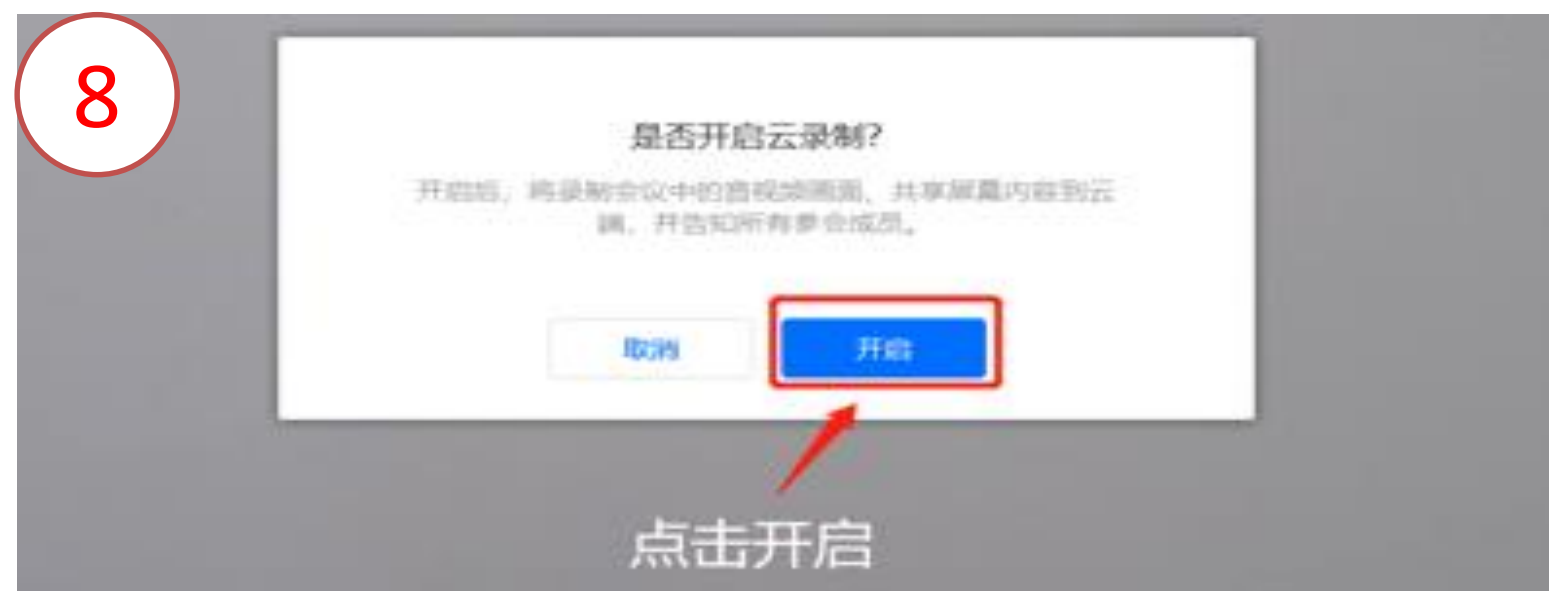 8
是否开启云录制?
开启后，将录制会议中的音视频画面、共享屏幕内容到云
端，并告知所有参会成员。
取消
开启
点击开启